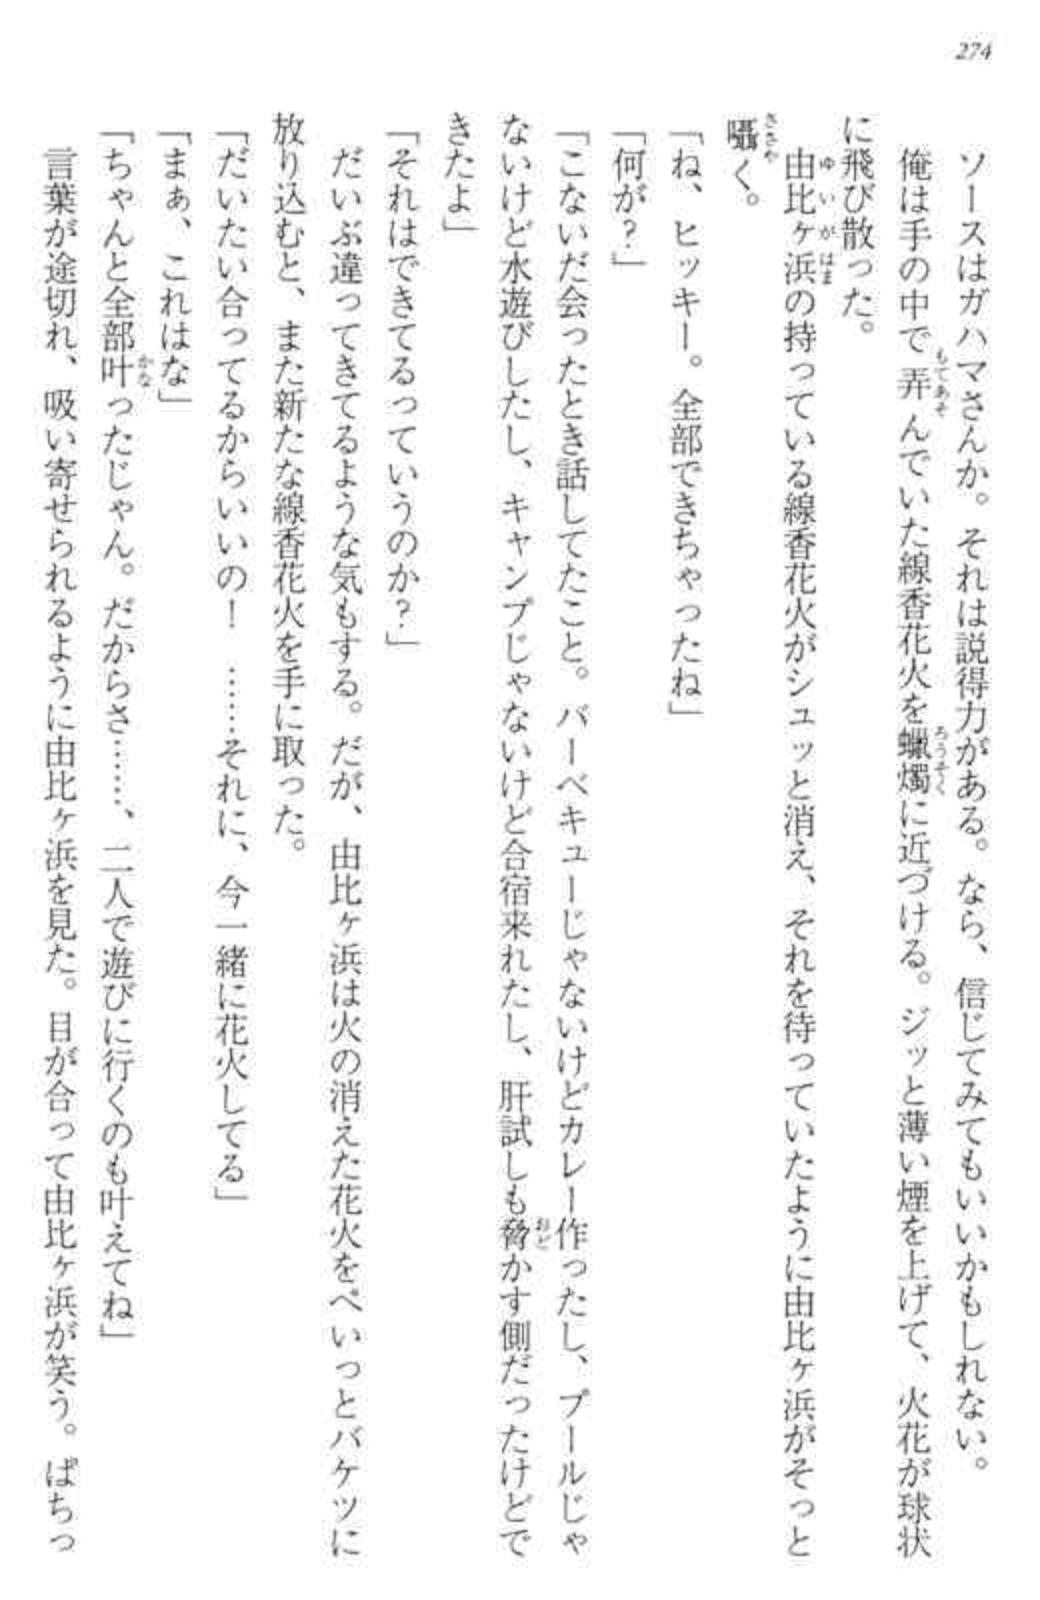 274
ソースはガハマさんか。それは説得力がある。なら、信じてみてもいいかもしれない。
俺は手の中で弄んでいた線香花火を蠟燭に近づける。ジッと薄い煙を上げて、火花が球状
に飛び散った。
由比ヶ浜の持っている線香花火がシュッと消え、それを待っていたように由比ヶ浜がそっと
囁く。
「ね、ヒッキー。全部できちゃったね」
「何が?」
「こないだ会ったとき話してたこと。バーベキューじゃないけどカレー作ったし、プールじゃ
ないけど水遊びしたし、キャンプじゃないけど合宿来れたし、肝試しも脅かす側だったけどで
きたよ」
「それはできてるっていうのか?」
だいぶ違ってきてるような気もする。だが、由比ヶ浜は火の消えた花火をぺいっとバケツに
放り込むと、また新たな線香花火を手に取った。
「だいたい合ってるからいいの! ……それに、今一緒に花火してる」
「まぁ、これはな」
「ちゃんと全部叶ったじゃん。だからさ……、二人で遊びに行くのも叶えてね」
言葉が途切れ、吸い寄せられるように由比ヶ浜を見た。目が合って由比ヶ浜が笑う。ぱちっ